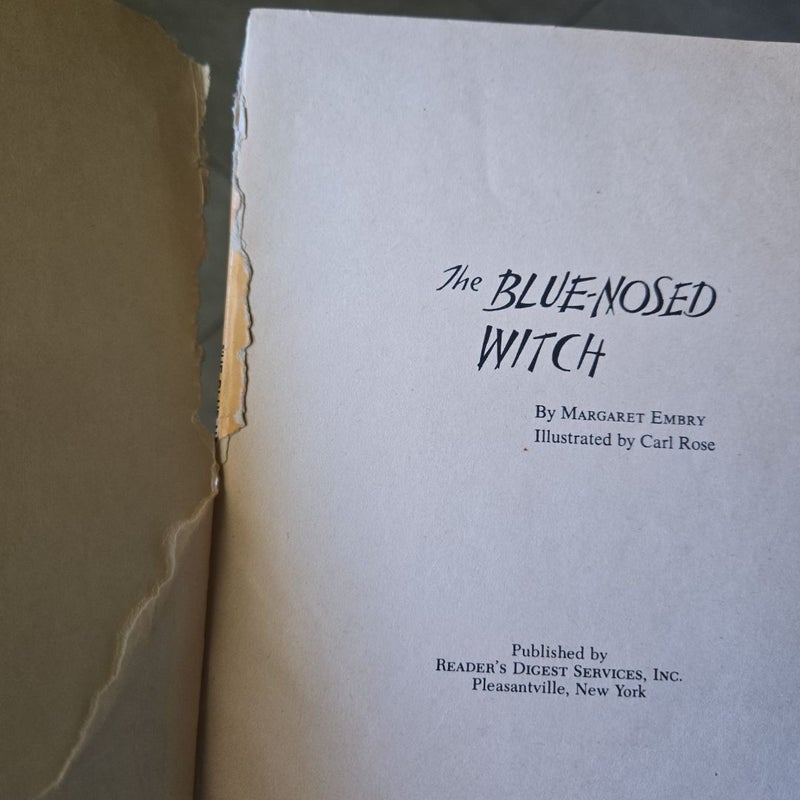 The BLUE-NOSED
WITCH
By MARGARET EMBRY
Illustrated by Carl Rose
Published by
READER'S DIGEST SERVICES, INC.
Pleasantville, New York